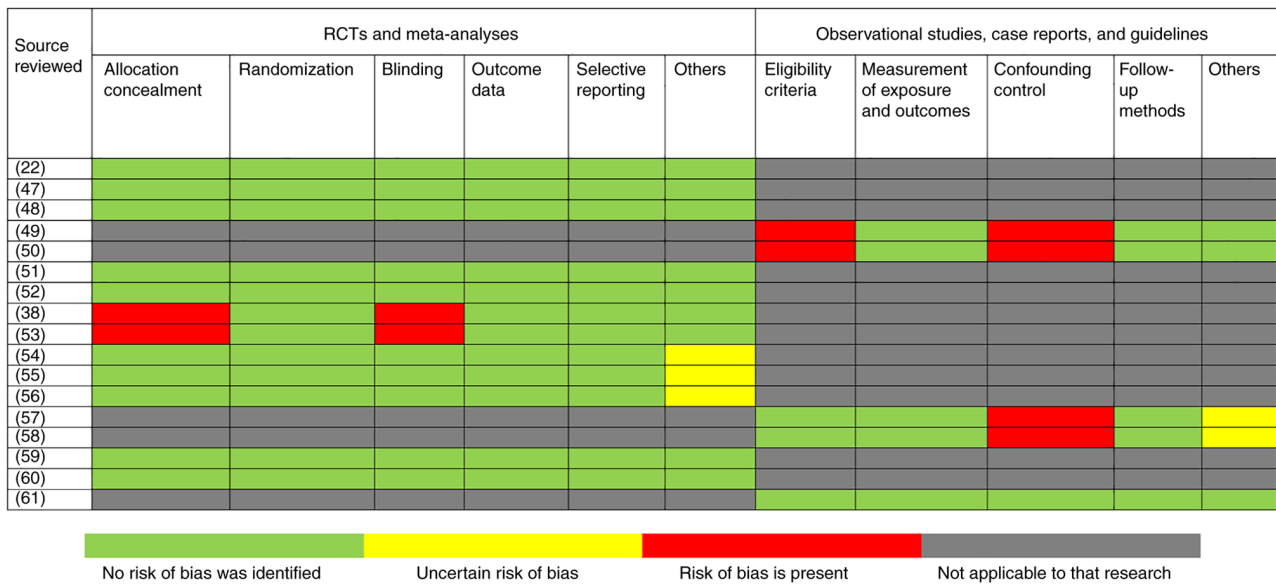 Source reviewed
RCTs and meta-analyses
Observational studies, case reports, and guidelines
Allocation concealment
Randomization
Blinding
Outcome data
Selective reporting
Others
Eligibility criteria
Measurement of exposure and outcomes
Confounding control
Follow-up methods
Others
(22)
(47)
(48)
(49)
(50)
(51)
(52)
(38)
(53)
(54)
(55)
(56)
(57)
(58)
(59)
(60)
(61)
No risk of bias was identified
Uncertain risk of bias
Risk of bias is present
Not applicable to that research